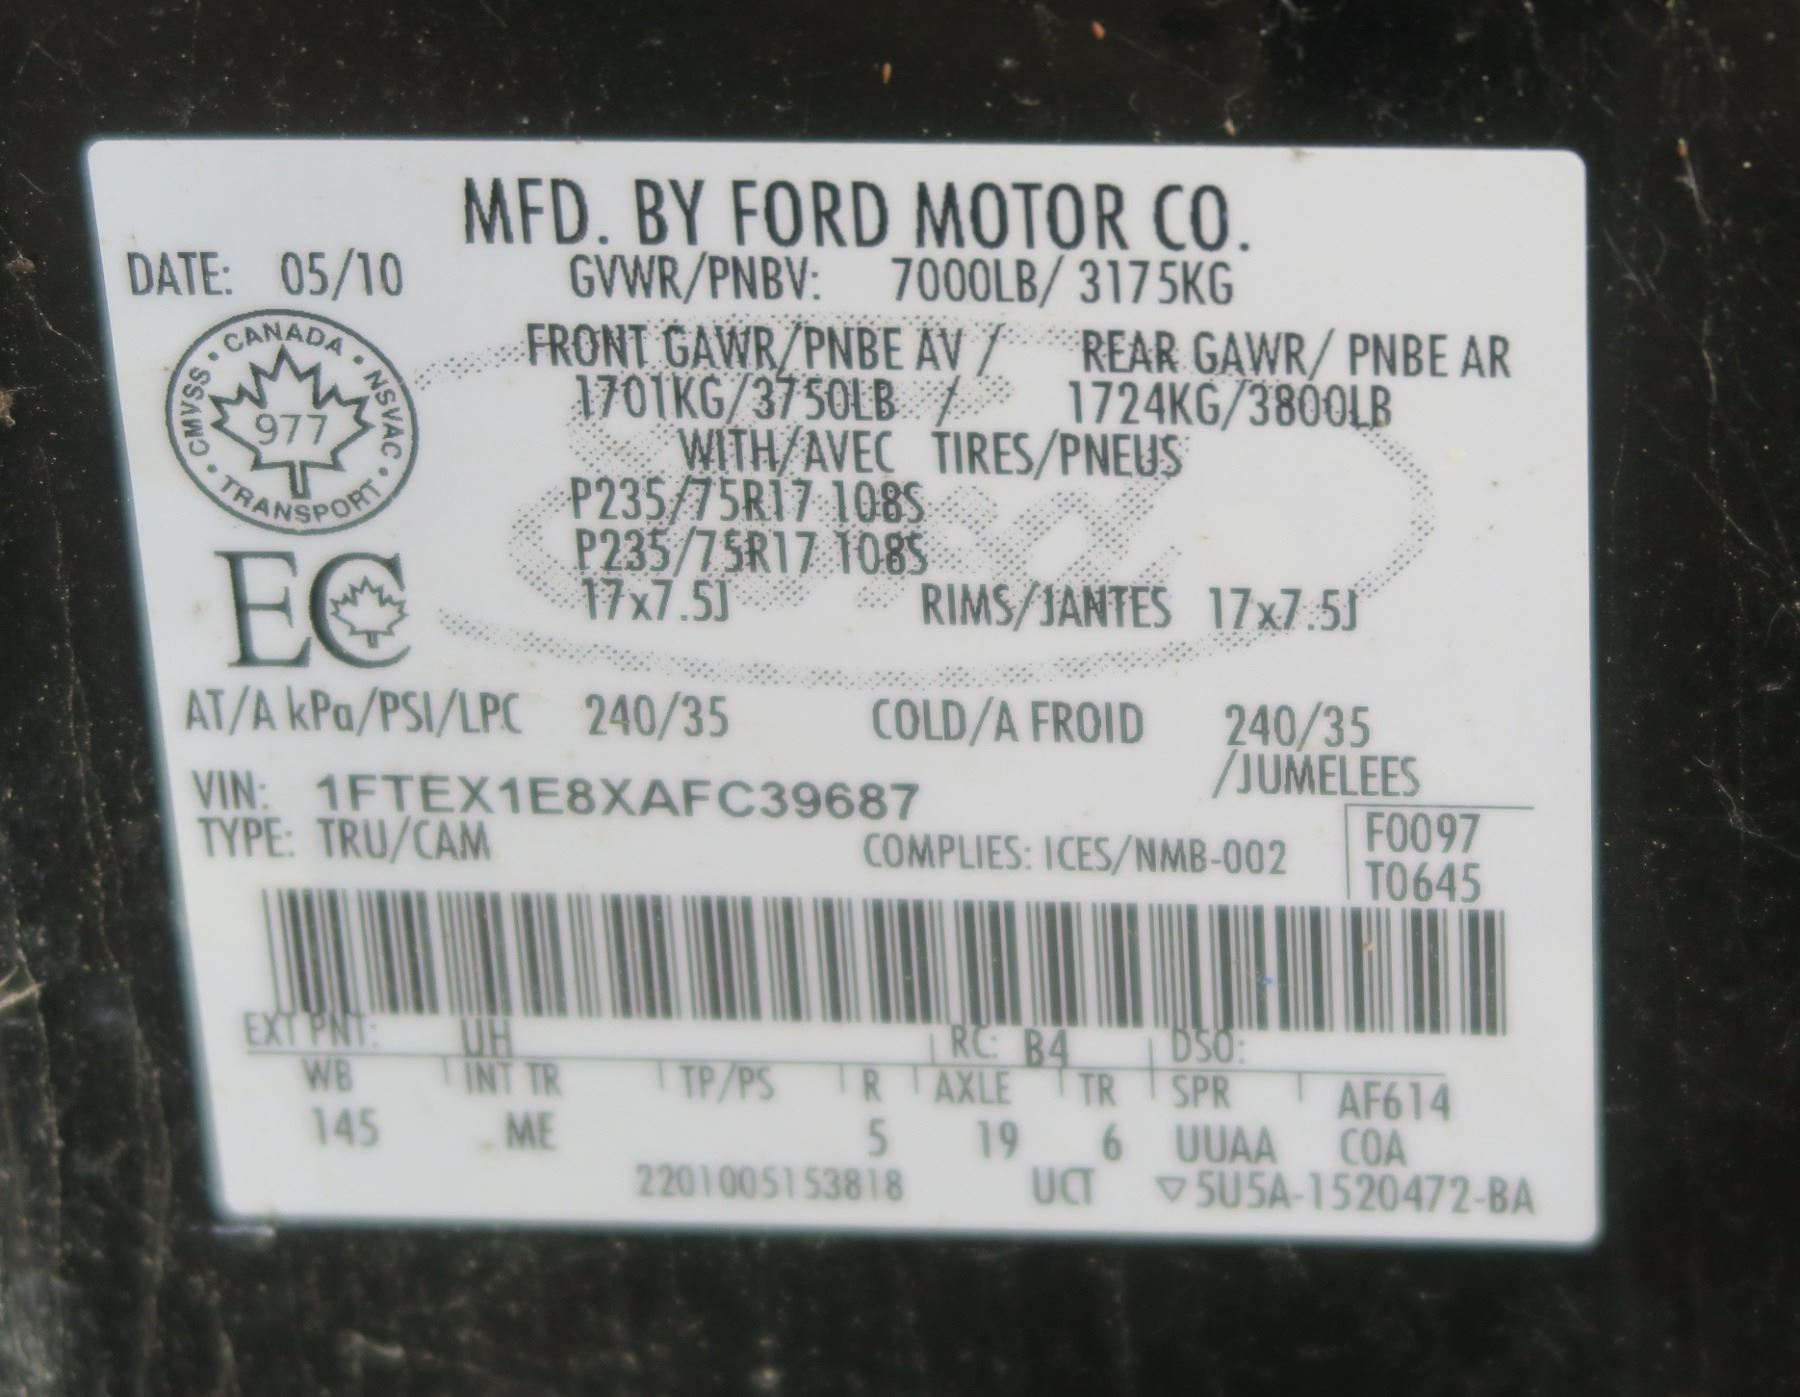 MFD. BY FORD MOTOR CO.
DATE: 05/10 GVWR/PNBV: 7000LB/ 3175KG
CANADA • NSVAC • TRANSPORT • CMVSS •
977
FRONT GAWR/PNBE AV / REAR GAWR/ PNBE AR
1701KG/3750LB / 1724KG/3800LB
WITH/AVEC TIRES/PNEUS
P235/75R17 108S
P235/75R17 108S
EC
17x7.5J RIMS/JANTES 17x7.5J
AT/A kPa/PSI/LPC 240/35 COLD/A FROID 240/35
/JUMELEES
VIN: 1FTEX1E8XAFC39687
TYPE: TRU/CAM COMPLIES: ICES/NMB-002
F0097
T0645
EXT PNT: UH RC: B4 DSO:
WB INT TR TP/PS R AXLE TR SPR AF614
145 ME 5 19 6 UUAA COA
2201005153818 UCT ▽5U5A-1520472-BA
Ford